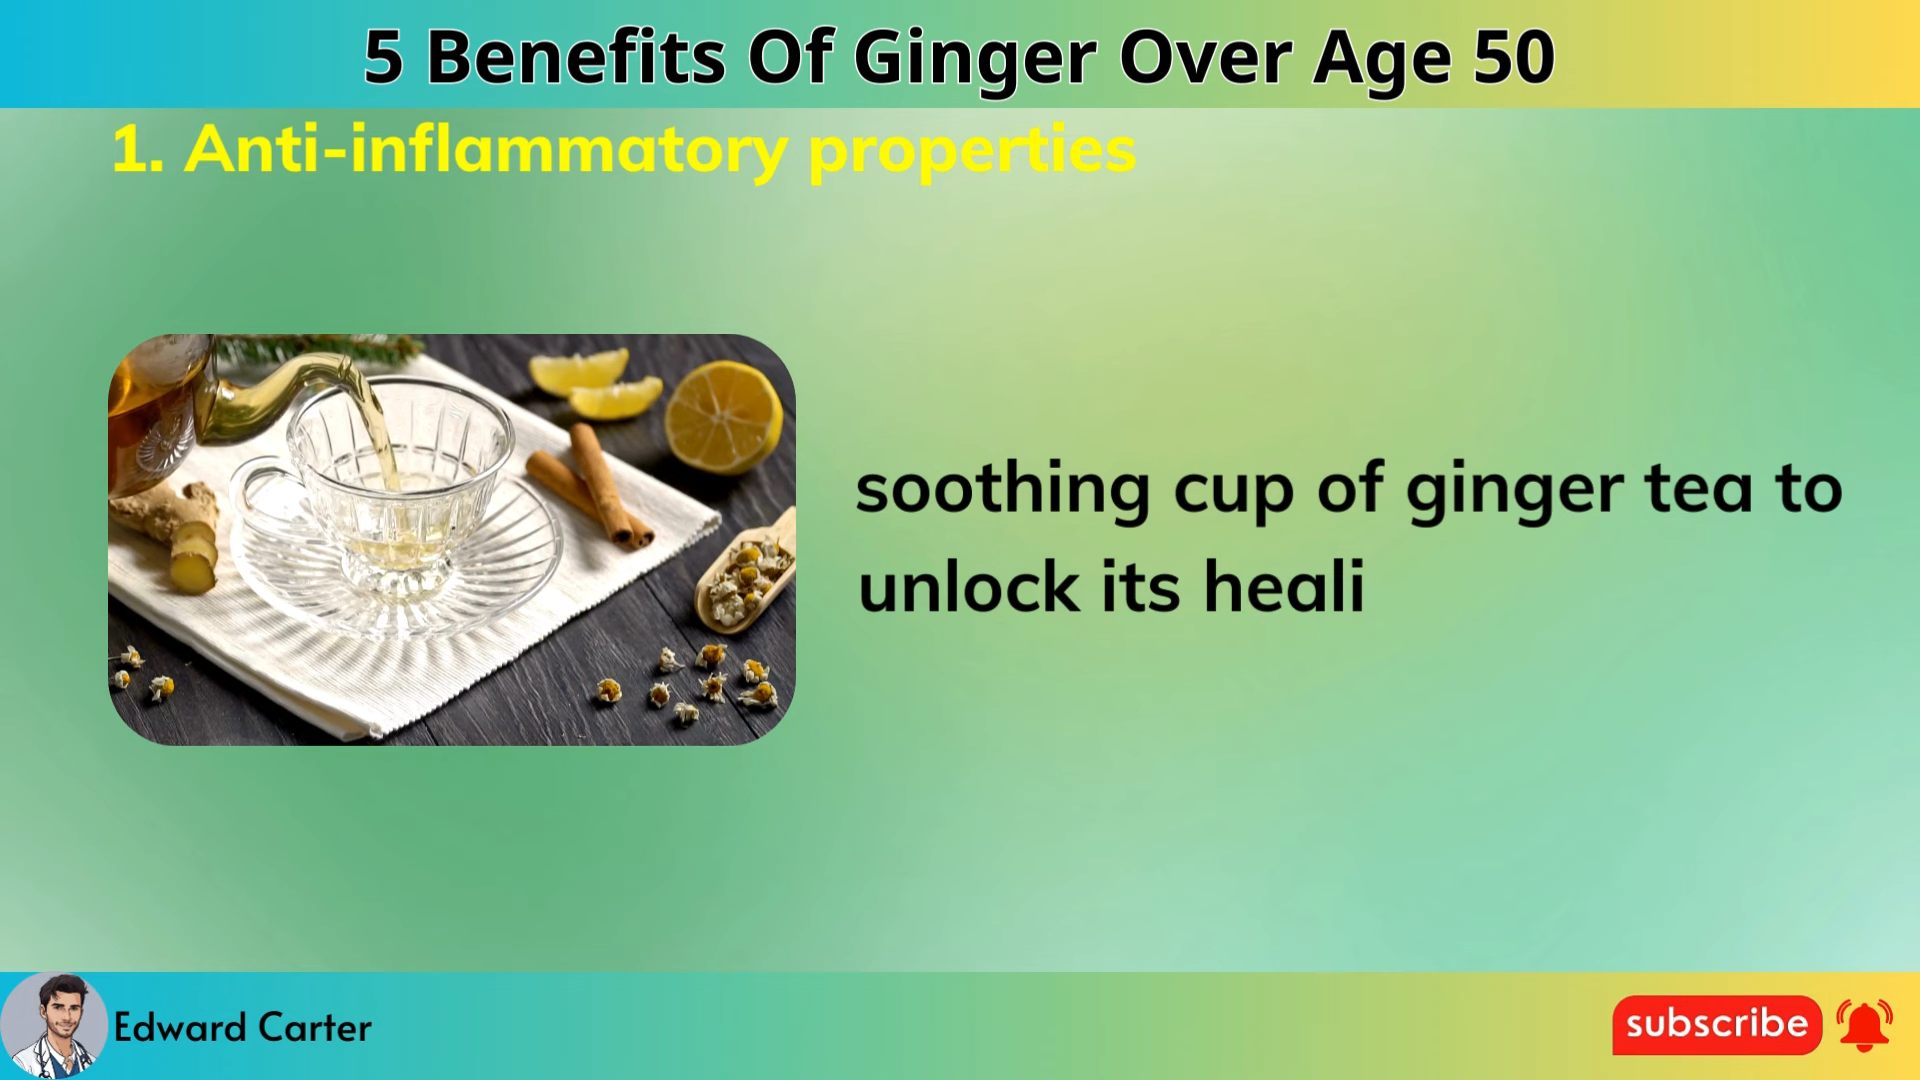 5 Benefits Of Ginger Over Age 50
1. Anti-inflammatory properties
soothing cup of ginger tea to
unlock its heali
Edward Carter
subscribe